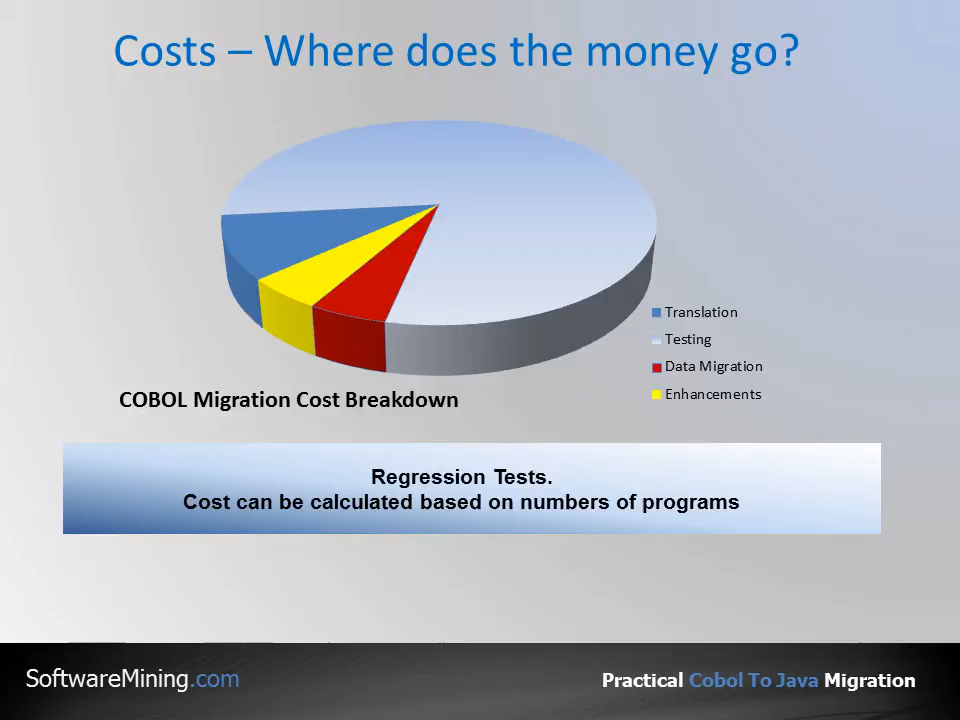 Costs – Where does the money go?
Translation
Testing
Data Migration
Enhancements
COBOL Migration Cost Breakdown
Regression Tests.
Cost can be calculated based on numbers of programs
SoftwareMining.com
Practical Cobol To Java Migration